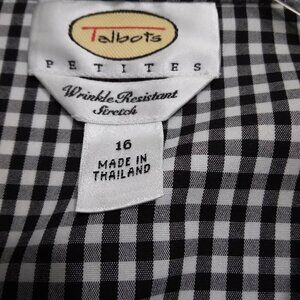 Talbots
PETITES
Wrinkle Resistant
Stretch
16
MADE IN
THAILAND